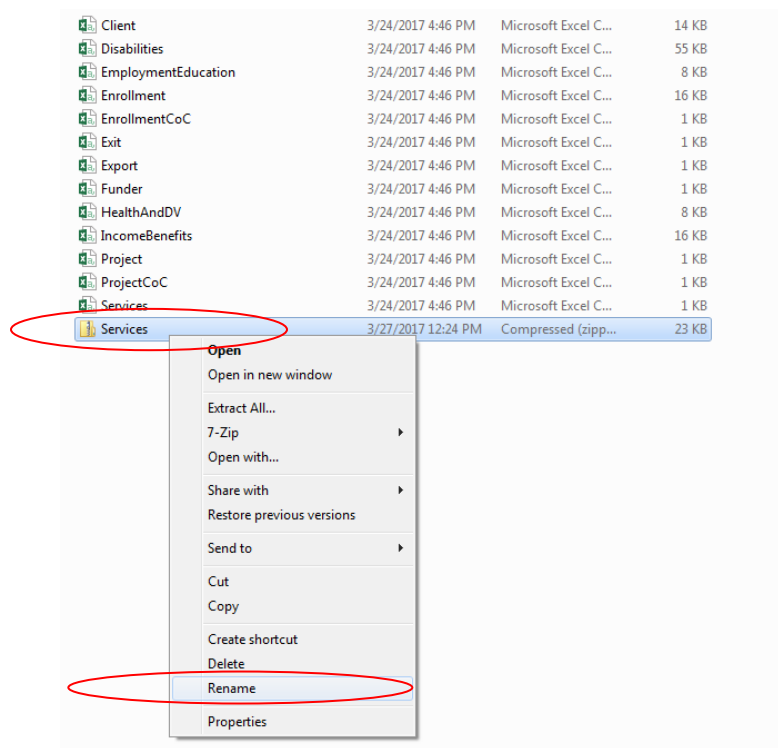 Client 3/24/2017 4:46 PM Microsoft Excel C... 14 KB
Disabilities 3/24/2017 4:46 PM Microsoft Excel C... 55 KB
EmploymentEducation 3/24/2017 4:46 PM Microsoft Excel C... 8 KB
Enrollment 3/24/2017 4:46 PM Microsoft Excel C... 16 KB
EnrollmentCoC 3/24/2017 4:46 PM Microsoft Excel C... 1 KB
Exit 3/24/2017 4:46 PM Microsoft Excel C... 1 KB
Export 3/24/2017 4:46 PM Microsoft Excel C... 1 KB
Funder 3/24/2017 4:46 PM Microsoft Excel C... 1 KB
HealthAndDV 3/24/2017 4:46 PM Microsoft Excel C... 8 KB
IncomeBenefits 3/24/2017 4:46 PM Microsoft Excel C... 16 KB
Project 3/24/2017 4:46 PM Microsoft Excel C... 1 KB
ProjectCoC 3/24/2017 4:46 PM Microsoft Excel C... 1 KB
Services 3/24/2017 4:46 PM Microsoft Excel C... 1 KB
Services 3/27/2017 12:24 PM Compressed (zipp... 23 KB
Open
Open in new window
Extract All...
7-Zip
Open with...
Share with
Restore previous versions
Send to
Cut
Copy
Create shortcut
Delete
Rename
Properties